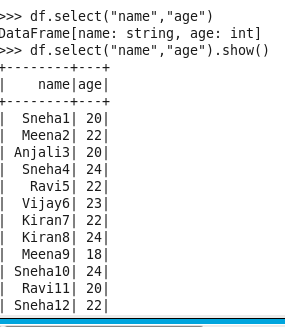 >>> df.select("name","age")
DataFrame[name: string, age: int]
>>> df.select("name","age").show()
+--------+---+
|    name|age|
+--------+---+
|  Sneha1| 20|
|  Meena2| 22|
| Anjali3| 20|
|  Sneha4| 24|
|   Ravi5| 22|
|  Vijay6| 23|
|  Kiran7| 22|
|  Kiran8| 24|
|  Meena9| 18|
| Sneha10| 24|
|  Ravi11| 20|
| Sneha12| 22|